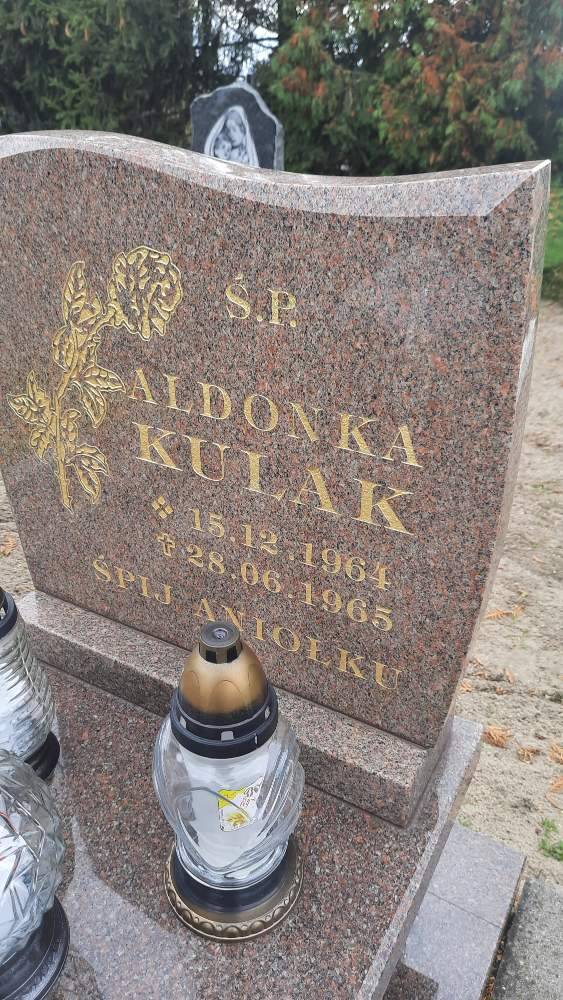 Ś.P.
ALDONKA
KULAK
15.12.1964
28.06.1965
ŚPIJ ANIOŁKU